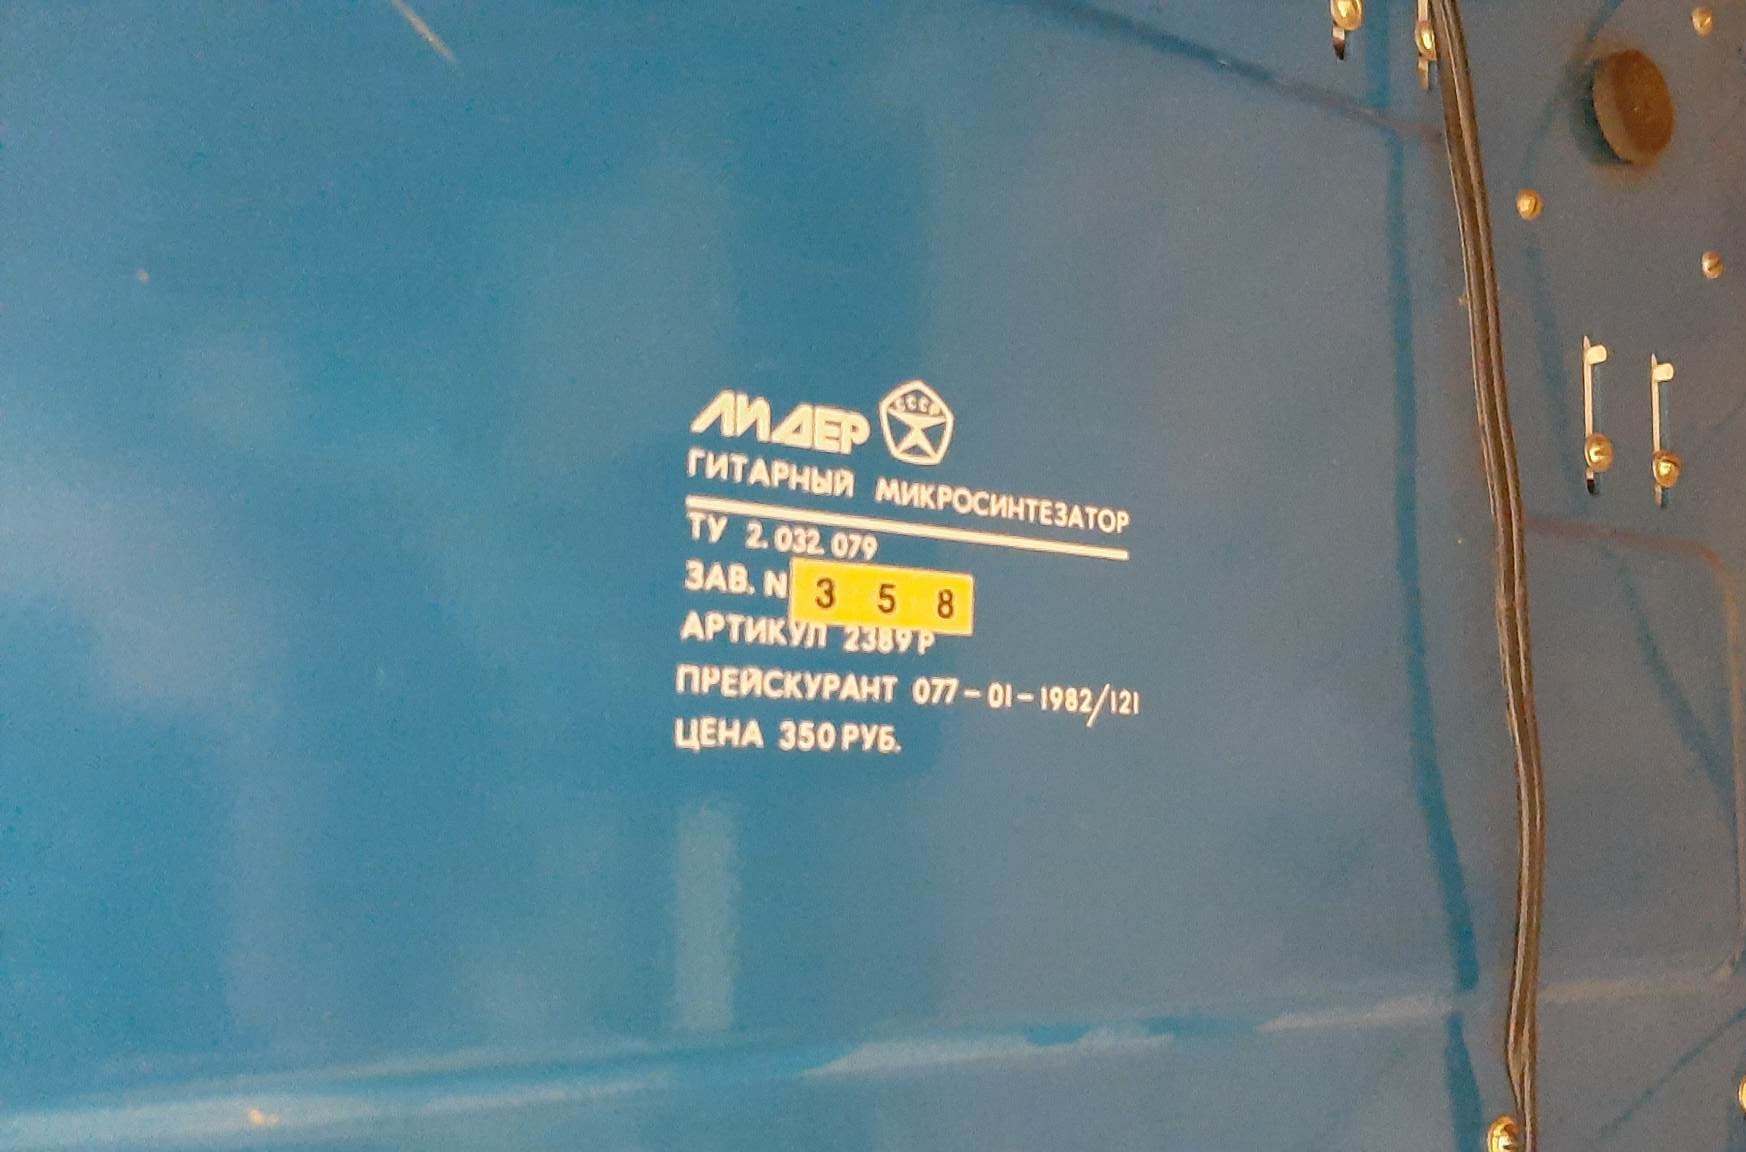 ЛИДЕР СССР
ГИТАРНЫЙ МИКРОСИНТЕЗАТОР
ТУ 2.032.079
ЗАВ. N 3 5 8
АРТИКУЛ 2389Р
ПРЕЙСКУРАНТ 077-01-1982/121
ЦЕНА 350 РУБ.